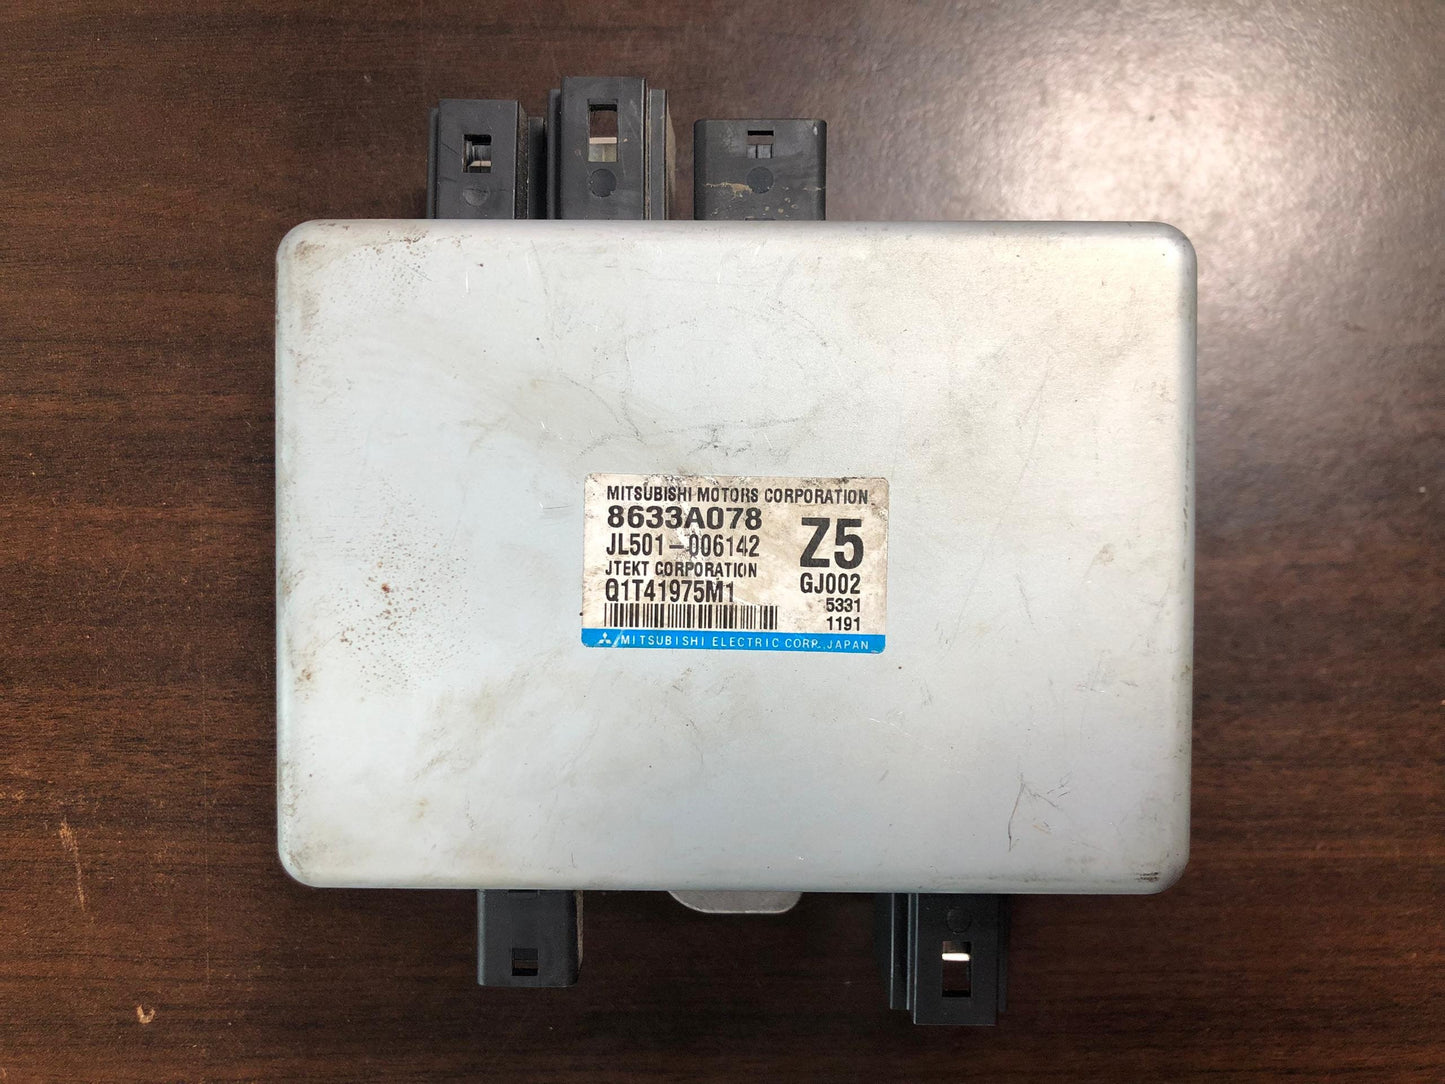 MITSUBISHI MOTORS CORPORATION
8633A078
Z5
JL501-006142
JTEKT CORPORATION
GJ002
Q1T41975M1
5331
1191
MITSUBISHI ELECTRIC CORP., JAPAN